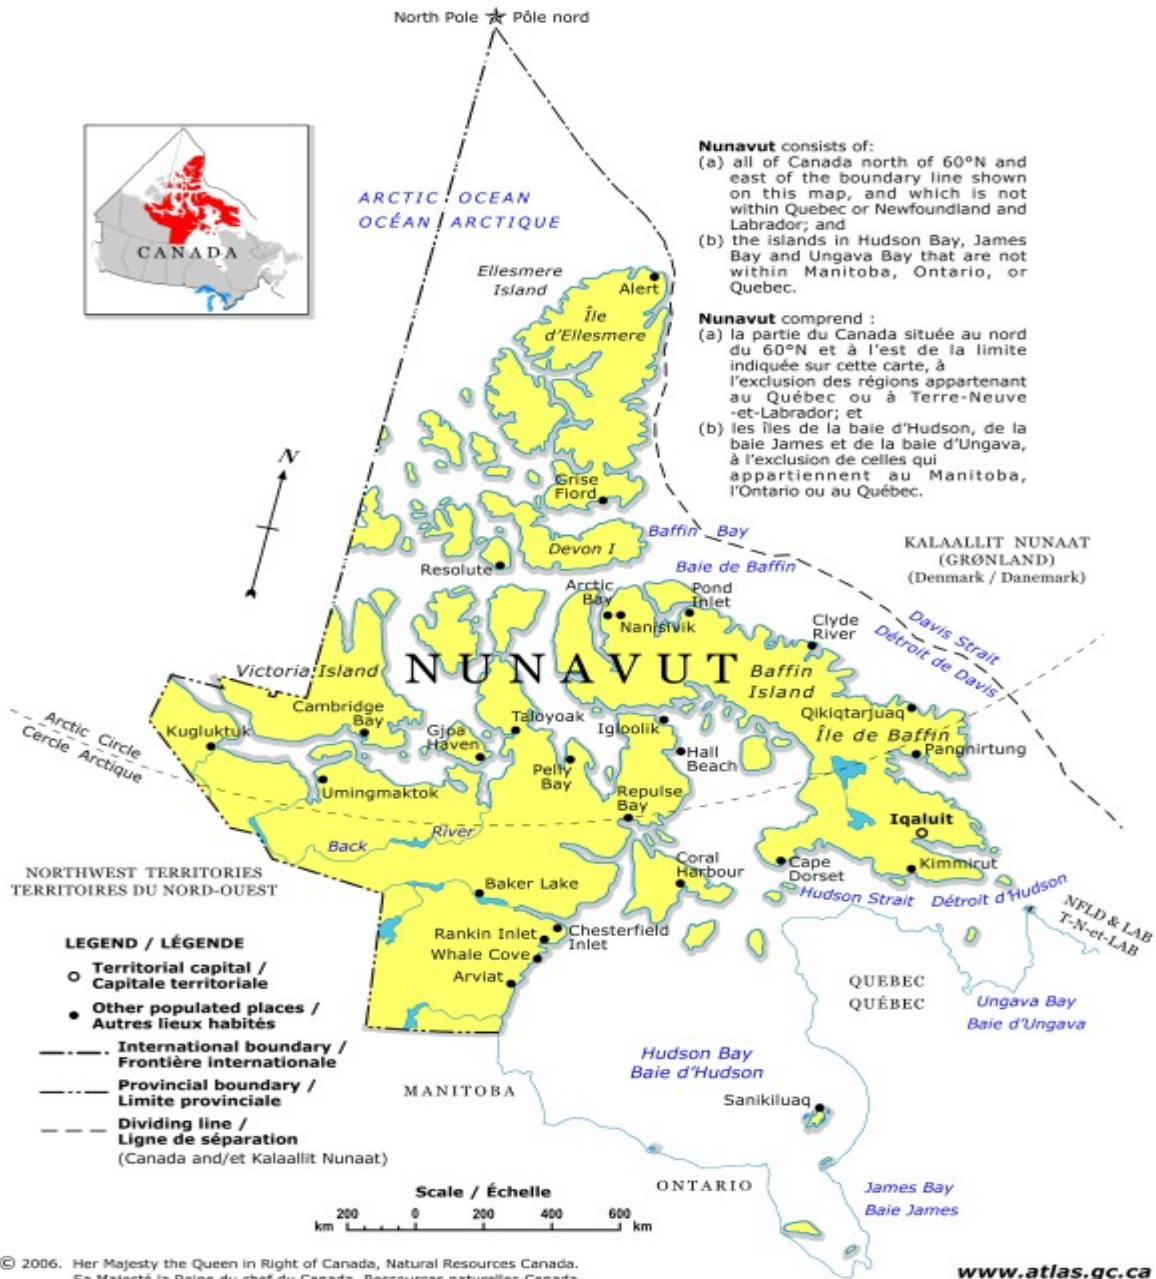 North Pole Pôle nord
CANADA
ARCTIC OCEAN
OCÉAN ARCTIQUE
Nunavut consists of:
(a) all of Canada north of 60°N and
east of the boundary line shown
on this map, and which is not
within Quebec or Newfoundland and
Labrador; and
(b) the islands in Hudson Bay, James
Bay and Ungava Bay that are not
within Manitoba, Ontario, or
Quebec.
Nunavut comprend :
(a) la partie du Canada située au nord
du 60°N et à l'est de la limite
indiquée sur cette carte, à
l'exclusion des régions appartenant
au Québec ou à Terre-Neuve
-et-Labrador; et
(b) les îles de la baie d'Hudson, de la
baie James et de la baie d'Ungava,
à l'exclusion de celles qui
appartiennent au Manitoba,
l'Ontario ou au Québec.
Ellesmere
Island
Alert
Île
d'Ellesmere
N
Grise
Fiord
Devon I
Baffin Bay
Baie de Baffin
KALAALLIT NUNAAT
(GRØNLAND)
(Denmark / Danemark)
Resolute
Arctic
Bay
Nanisivik
Pond
Inlet
Clyde
River
Davis Strait
Détroit de Davis
NUNAVUT
Victoria Island
Baffin
Island
Cambridge
Bay
Kugluktuk
Arctic Circle
Cercle Arctique
Gjoa
Haven
Taloyoak
Igloolik
Hall
Beach
Qikiqtarjuaq
Île de Baffin
Pangnirtung
Umingmaktok
Pelly
Bay
Repulse
Bay
Iqaluit
Back River
Coral
Harbour
Cape
Dorset
Kimmirut
Hudson Strait Détroit d'Hudson
NORTHWEST TERRITORIES
TERRITOIRES DU NORD-OUEST
Baker Lake
NFLD & LAB
T-N-et-LAB
Rankin Inlet
Chesterfield
Inlet
Whale Cove
Arviat
QUEBEC
QUÉBEC
Ungava Bay
Baie d'Ungava
LEGEND / LÉGENDE
Territorial capital /
Capitale territoriale
Other populated places /
Autres lieux habités
International boundary /
Frontière internationale
Provincial boundary /
Limite provinciale
Dividing line /
Ligne de séparation
(Canada and/et Kalaallit Nunaat)
Hudson Bay
Baie d'Hudson
MANITOBA
Sanikiluaq
ONTARIO
James Bay
Baie James
Scale / Échelle
200 0 200 400 600
km km
© 2006. Her Majesty the Queen in Right of Canada, Natural Resources Canada.
Sa Majesté la Reine du chef du Canada, Ressources naturelles Canada.
www.atlas.gc.ca